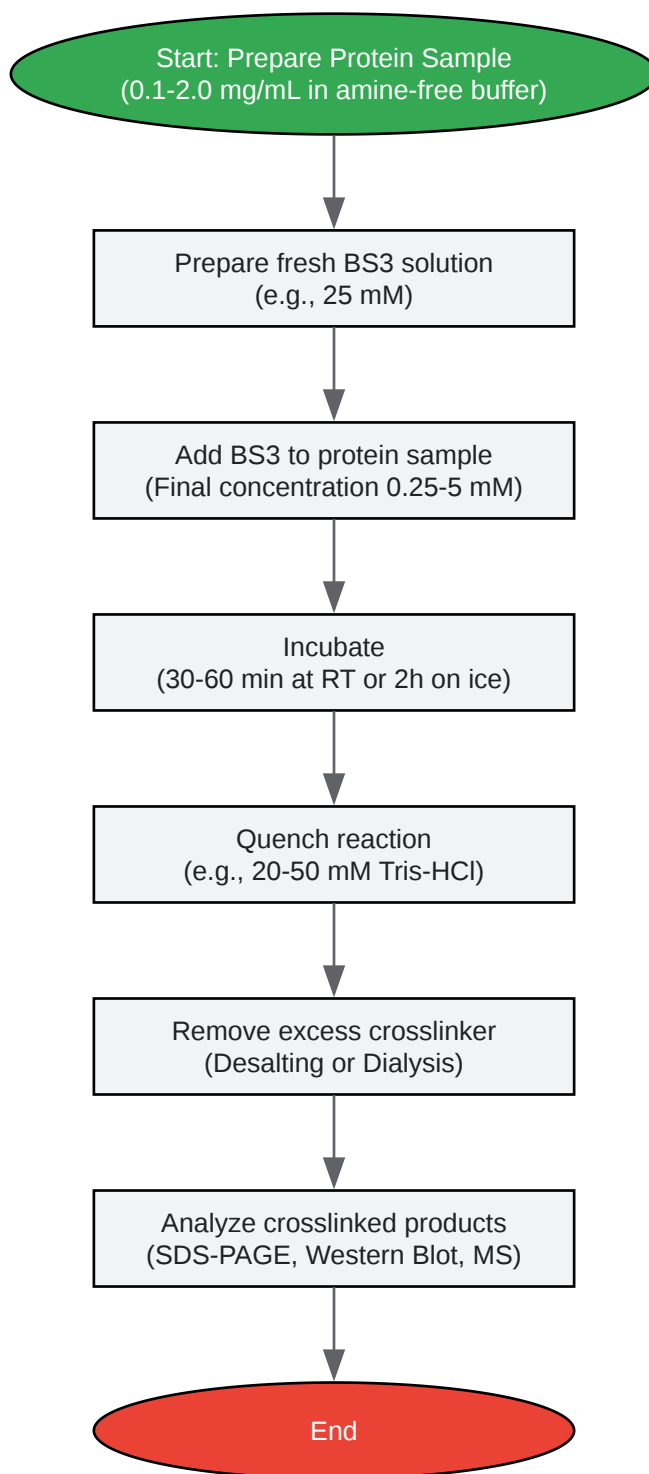 Start: Prepare Protein Sample
(0.1-2.0 mg/mL in amine-free buffer)
Prepare fresh BS3 solution
(e.g., 25 mM)
Add BS3 to protein sample
(Final concentration 0.25-5 mM)
Incubate
(30-60 min at RT or 2h on ice)
Quench reaction
(e.g., 20-50 mM Tris-HCl)
Remove excess crosslinker
(Desalting or Dialysis)
Analyze crosslinked products
(SDS-PAGE, Western Blot, MS)
End